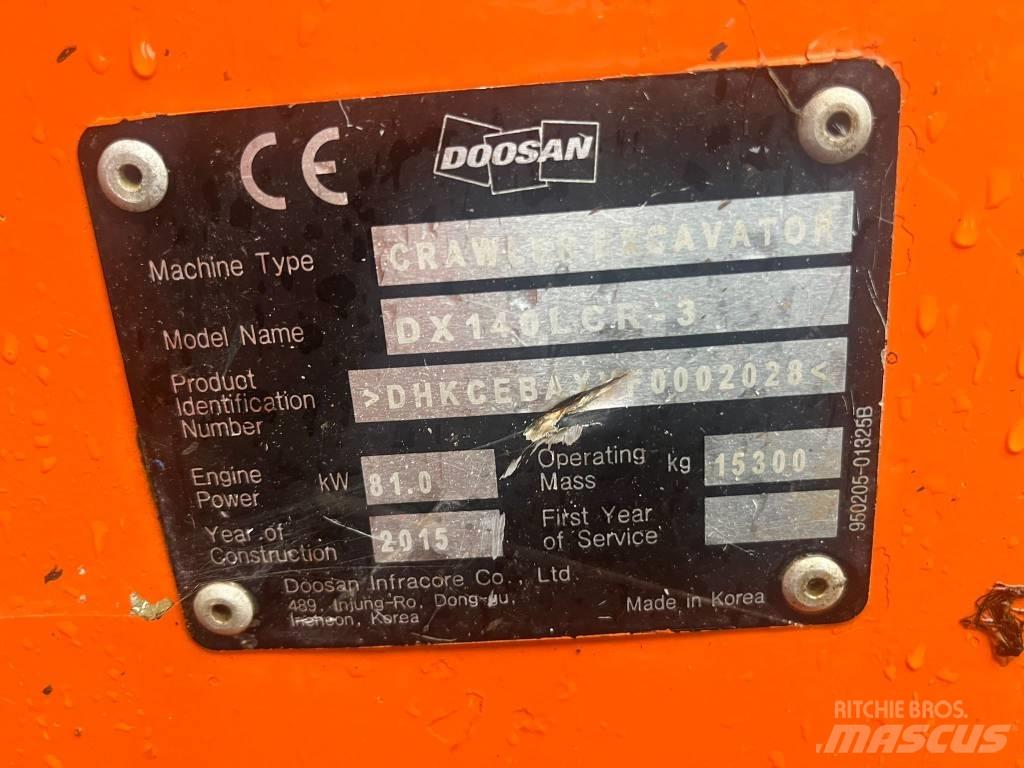 CE
DOOSAN
Machine Type CRAWLER EXCAVATOR
Model Name DX140LCR-3
Product
Identification
Number
Engine
Power kW 81.0
Operating
Mass kg 15300
Year of
Construction 2015
First Year
of Service
Doosan Infracore Co., Ltd.
489, Injung-Ro, Dong-gu,
Incheon, Korea
Made in Korea
950205-01325B
RITCHIE BROS.
MASCUS